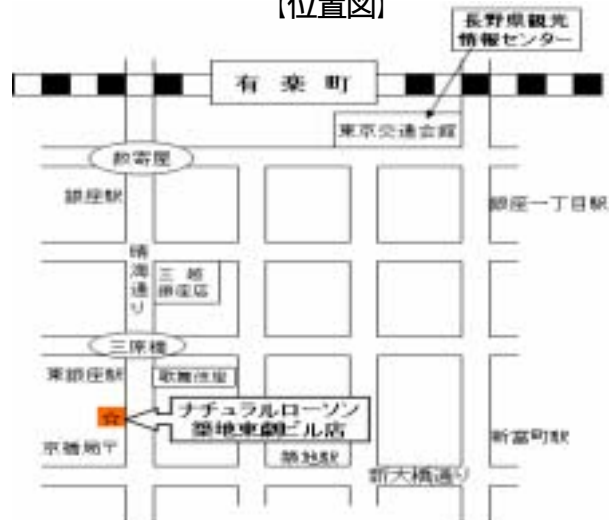 【位置図】
長野県観光
情報センター
有楽町
東京交通会館
数寄屋
銀座駅
銀座一丁目駅
晴海通り
三越
銀座店
三原橋
東銀座駅
歌舞伎座
ナチュラルローソン
築地東劇ビル店
☆
京橋局〒
築地駅
新大橋通り
新富町駅